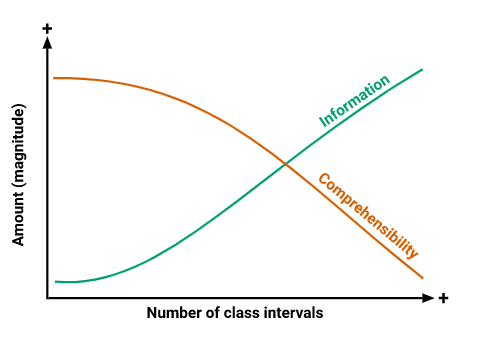 +
Amount (magnitude)
Information
Comprehensibility
Number of class intervals
+